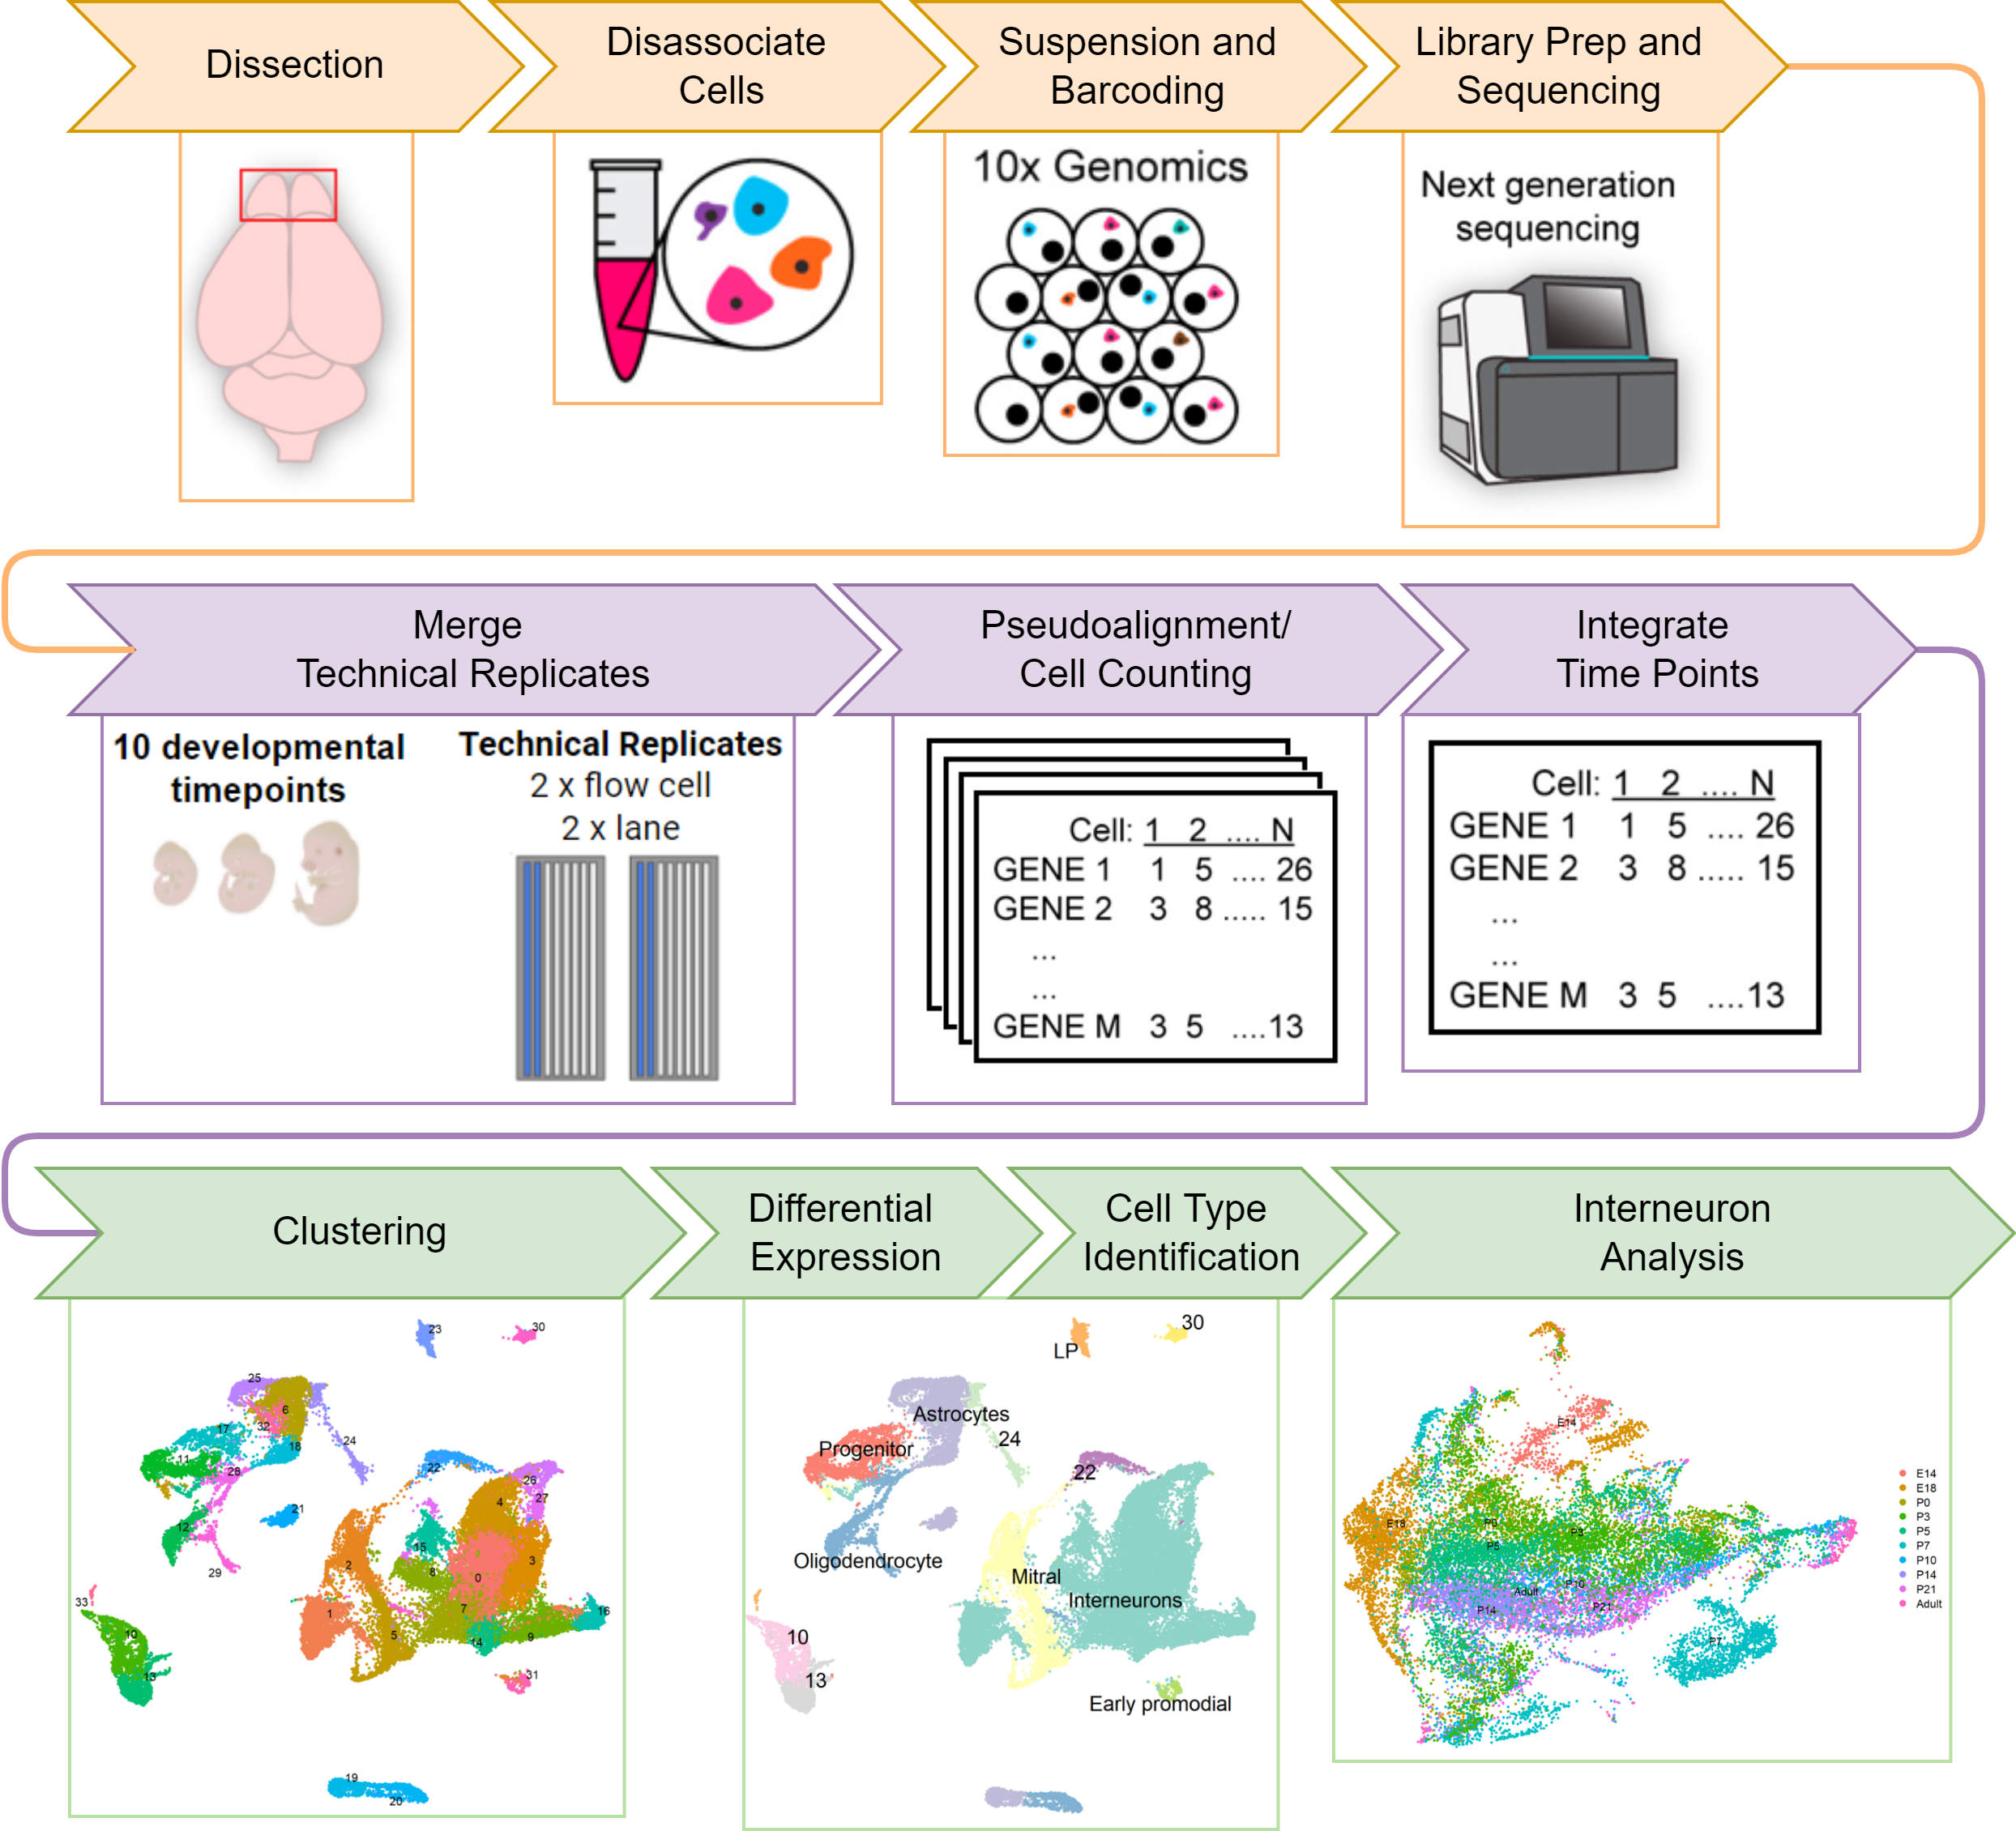 Dissection
Disassociate
Cells
Suspension and
Barcoding
Library Prep and
Sequencing
10x Genomics
Next generation
sequencing
Merge
Technical Replicates
Pseudoalignment/
Cell Counting
Integrate
Time Points
10 developmental
timepoints
Technical Replicates
2 x flow cell
2 x lane
Cell: 1 2 .... N
GENE 1 1 5 .... 26
GENE 2 3 8 ..... 15
...
...
GENE M 3 5 ....13
Cell: 1 2 .... N
GENE 1 1 5 .... 26
GENE 2 3 8 ..... 15
...
...
GENE M 3 5 ....13
Clustering
Differential
Expression
Cell Type
Identification
Interneuron
Analysis
23
30
25
6
32
17
18
24
11
28
22
26
27
4
21
12
15
3
2
8
0
29
33
1
7
16
10
5
14
9
13
31
19
20
LP
30
Astrocytes
Progenitor
24
22
Oligodendrocyte
Mitral
Interneurons
10
13
Early promodial
E14
E18
P0
P3
P5
P10
Adult
P14
P21
P7
E14
E18
P0
P3
P5
P7
P10
P14
P21
Adult